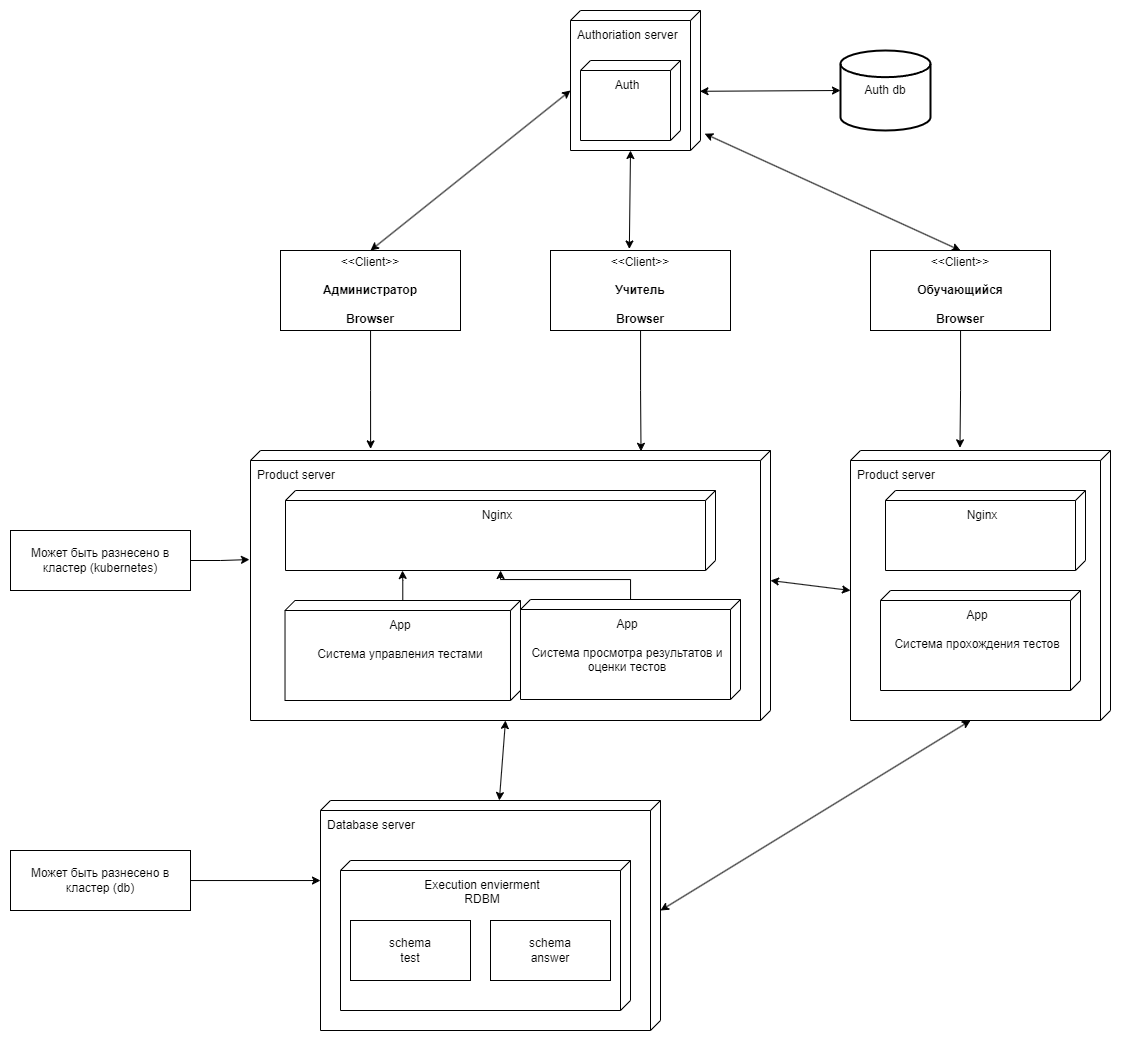 Authoriation server
Auth
Auth db
<<Client>>
Администратор
Browser
<<Client>>
Учитель
Browser
<<Client>>
Обучающийся
Browser
Product server
Nginx
Product server
Nginx
Может быть разнесено в
кластер (kubernetes)
App
Система управления тестами
App
Система просмотра результатов и
оценки тестов
App
Система прохождения тестов
Database server
Может быть разнесено в
кластер (db)
Execution envierment
RDBM
schema
test
schema
answer